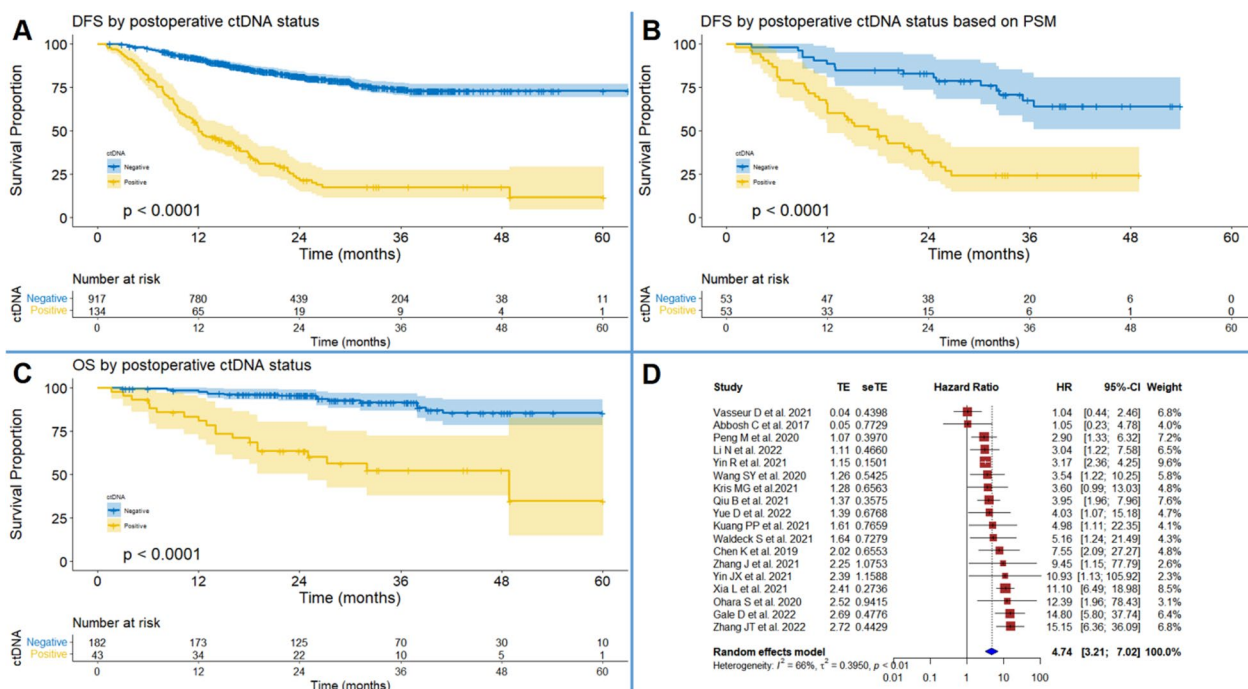 A DFS by postoperative ctDNA status
Survival Proportion
100
75
50
25
0
ctDNA
Negative
Positive
p < 0.0001
0 12 24 36 48 60
Time (months)
Number at risk
ctDNA
Negative 917 780 439 204 38 11
Positive 134 65 19 9 4 1
0 12 24 36 48 60
Time (months)
B DFS by postoperative ctDNA status based on PSM
Survival Proportion
100
75
50
25
0
ctDNA
Negative
Positive
p < 0.0001
0 12 24 36 48 60
Time (months)
Number at risk
ctDNA
Negative 53 47 38 20 6 0
Positive 53 33 15 6 1 0
0 12 24 36 48 60
Time (months)
C OS by postoperative ctDNA status
Survival Proportion
100
75
50
25
0
ctDNA
Negative
Positive
p < 0.0001
0 12 24 36 48 60
Time (months)
Number at risk
ctDNA
Negative 182 173 125 70 30 10
Positive 43 34 22 10 5 1
0 12 24 36 48 60
Time (months)
D
Study TE seTE Hazard Ratio HR 95%-CI Weight
Vasseur D et al. 2021 0.04 0.4398 1.04 [0.44; 2.46] 6.8%
Abbosh C et al. 2017 0.05 0.7729 1.05 [0.23; 4.78] 4.0%
Peng M et al. 2020 1.07 0.3970 2.90 [1.33; 6.32] 7.2%
Li N et al. 2022 1.11 0.4660 3.04 [1.22; 7.58] 6.5%
Yin R et al. 2021 1.15 0.1501 3.17 [2.36; 4.25] 9.6%
Wang SY et al. 2020 1.26 0.5425 3.54 [1.22; 10.25] 5.8%
Kris MG et al.2021 1.28 0.6563 3.60 [0.99; 13.03] 4.8%
Qiu B et al. 2021 1.37 0.3575 3.95 [1.96; 7.96] 7.6%
Yue D et al. 2022 1.39 0.6768 4.03 [1.07; 15.18] 4.7%
Kuang PP et al. 2021 1.61 0.7659 4.98 [1.11; 22.35] 4.1%
Waldeck S et al. 2021 1.64 0.7279 5.16 [1.24; 21.49] 4.3%
Chen K et al. 2019 2.02 0.6553 7.55 [2.09; 27.27] 4.8%
Zhang J et al. 2021 2.25 1.0753 9.45 [1.15; 77.79] 2.6%
Yin JX et al. 2021 2.39 1.1588 10.93 [1.13; 105.92] 2.3%
Xia L et al. 2021 2.41 0.2736 11.10 [6.49; 18.98] 8.5%
Ohara S et al. 2020 2.52 0.9415 12.39 [1.96; 78.43] 3.1%
Gale D et al. 2022 2.69 0.4776 14.80 [5.80; 37.74] 6.4%
Zhang JT et al. 2022 2.72 0.4429 15.15 [6.36; 36.09] 6.8%
Random effects model 4.74 [3.21; 7.02] 100.0%
Heterogeneity: I² = 66%, τ² = 0.3950, p < 0.01
0.01 0.1 1 10 100